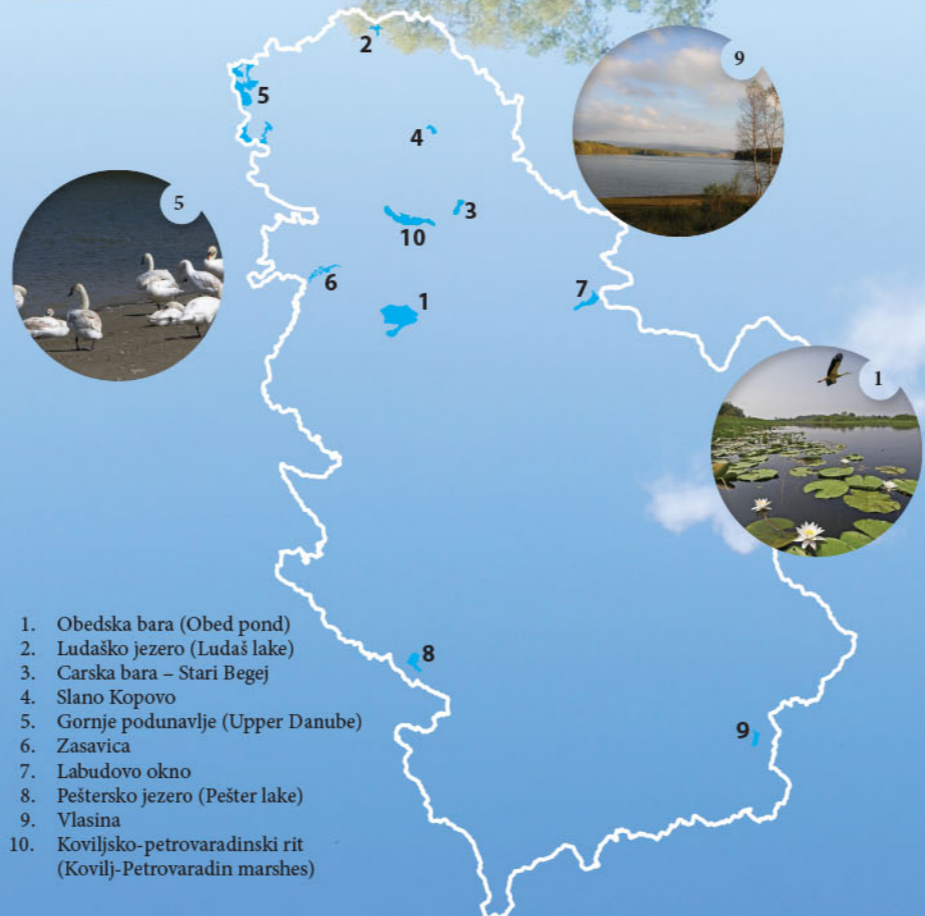 2
9
5
4
5
3
10
6
7
1
1
8
9
1. Obedska bara (Obed pond)
2. Ludaško jezero (Ludaš lake)
3. Carska bara – Stari Begej
4. Slano Kopovo
5. Gornje podunavlje (Upper Danube)
6. Zasavica
7. Labudovo okno
8. Peštersko jezero (Pešter lake)
9. Vlasina
10. Koviljsko-petrovaradinski rit
(Kovilj-Petrovaradin marshes)